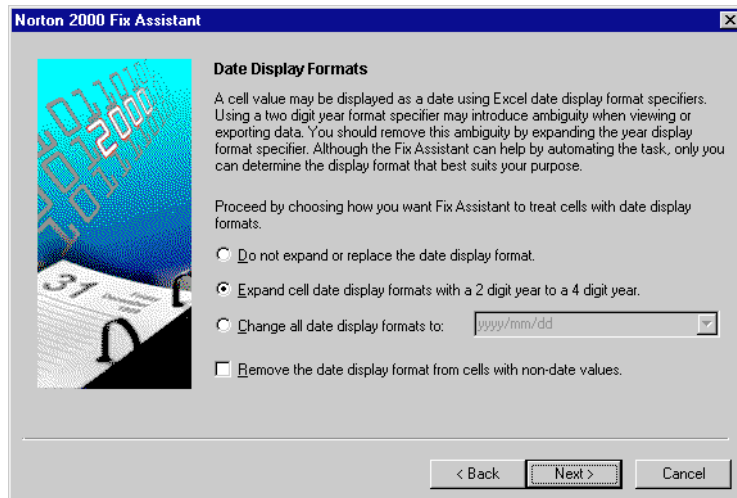 Norton 2000 Fix Assistant
2000
31
Date Display Formats
A cell value may be displayed as a date using Excel date display format specifiers.
Using a two digit year format specifier may introduce ambiguity when viewing or
exporting data. You should remove this ambiguity by expanding the year display
format specifier. Although the Fix Assistant can help by automating the task, only you
can determine the display format that best suits your purpose.
Proceed by choosing how you want Fix Assistant to treat cells with date display
formats.
Do not expand or replace the date display format.
Expand cell date display formats with a 2 digit year to a 4 digit year.
Change all date display formats to: yyyy/mm/dd
Remove the date display format from cells with non-date values.
< Back Next > Cancel